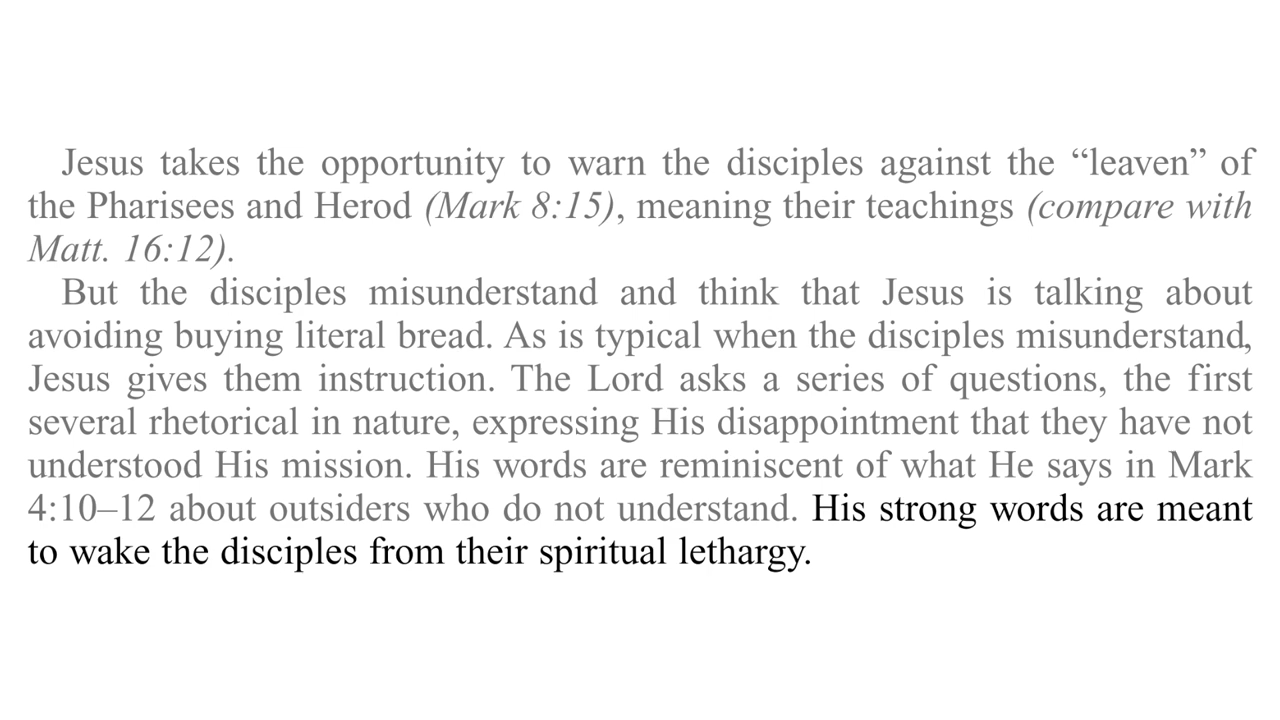 Jesus takes the opportunity to warn the disciples against the “leaven” of
the Pharisees and Herod (Mark 8:15), meaning their teachings (compare with
Matt. 16:12).
But the disciples misunderstand and think that Jesus is talking about
avoiding buying literal bread. As is typical when the disciples misunderstand,
Jesus gives them instruction. The Lord asks a series of questions, the first
several rhetorical in nature, expressing His disappointment that they have not
understood His mission. His words are reminiscent of what He says in Mark
4:10–12 about outsiders who do not understand. His strong words are meant
to wake the disciples from their spiritual lethargy.